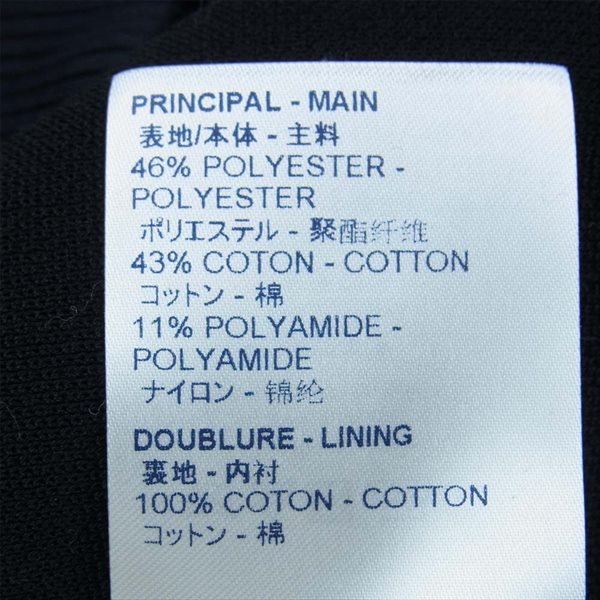 PRINCIPAL - MAIN
表地/本体 - 主料
46% POLYESTER -
POLYESTER
ポリエステル - 聚酯纤维
43% COTON - COTTON
コットン - 棉
11% POLYAMIDE -
POLYAMIDE
ナイロン - 锦纶
DOUBLURE - LINING
裏地 - 内衬
100% COTON - COTTON
コットン - 棉